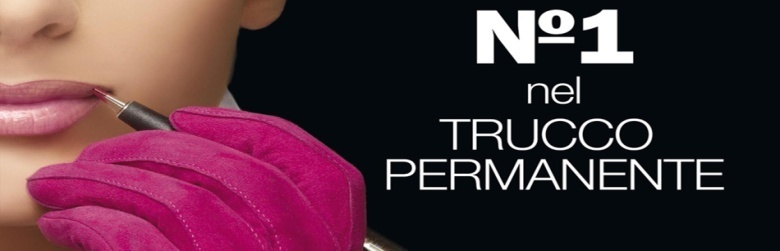 Nº1
nel
TRUCCO
PERMANENTE